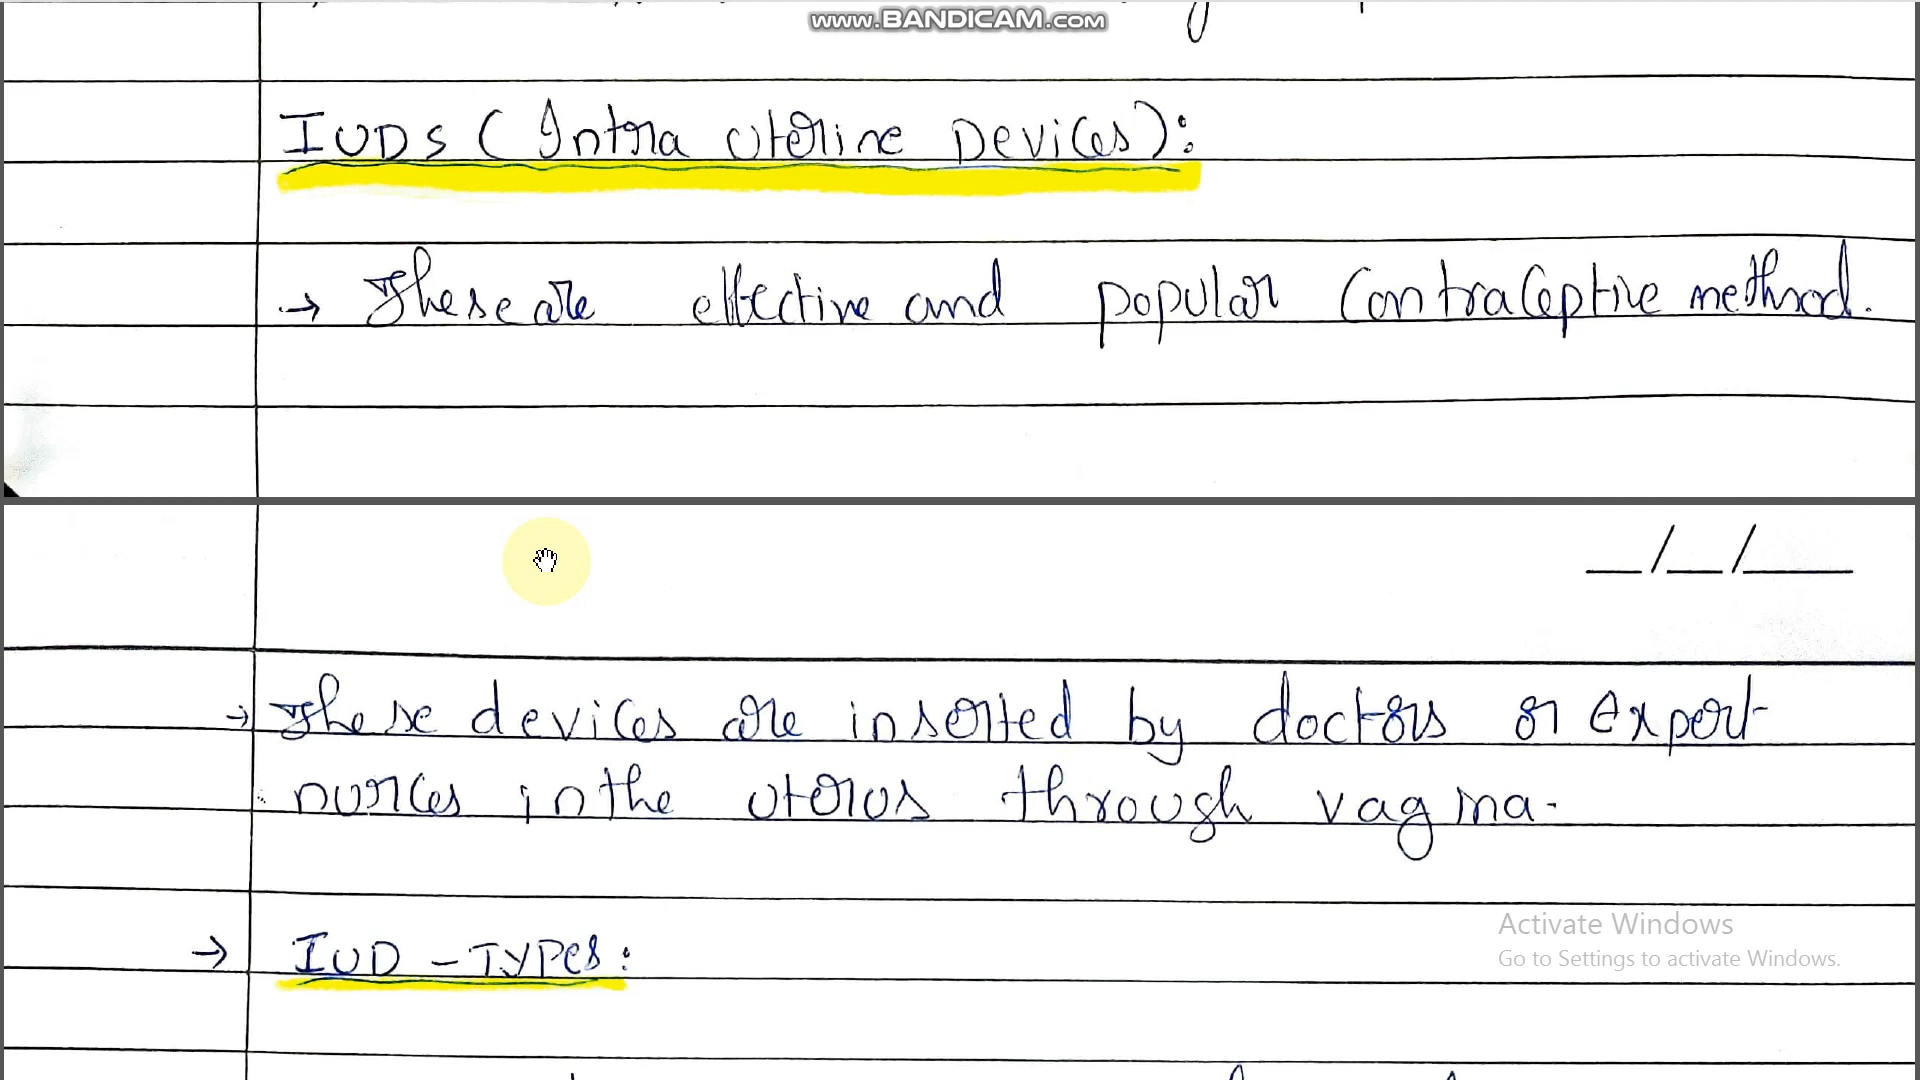 www.BANDICAM.com
IUDs (Intra Uterine Devices):
→ These are effective and popular Contraceptive method.
__/__/____
→ These devices are inserted by doctors or Expert
nurces in the uterus through vagina.
→ IUD - Types:
Activate Windows
Go to Settings to activate Windows.